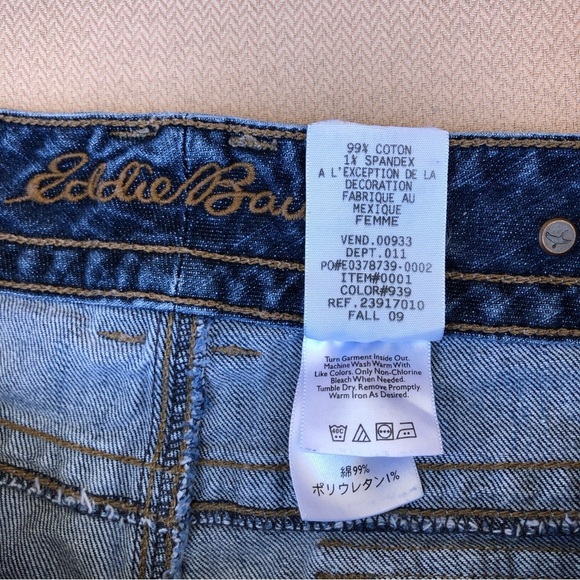 Eddie Bau
99% COTON
1% SPANDEX
A L'EXCEPTION DE LA
DECORATION
FABRIQUE AU
MEXIQUE
FEMME
VEND.00933
DEPT.011
PO#E0378739-0002
ITEM#0001
COLOR#939
REF.23917010
FALL 09
Turn Garment Inside Out.
Machine Wash Warm With
Like Colors. Only Non-Chlorine
Bleach When Needed.
Tumble Dry. Remove Promptly.
Warm Iron As Desired.
40C
綿99%
ポリウレタン1%